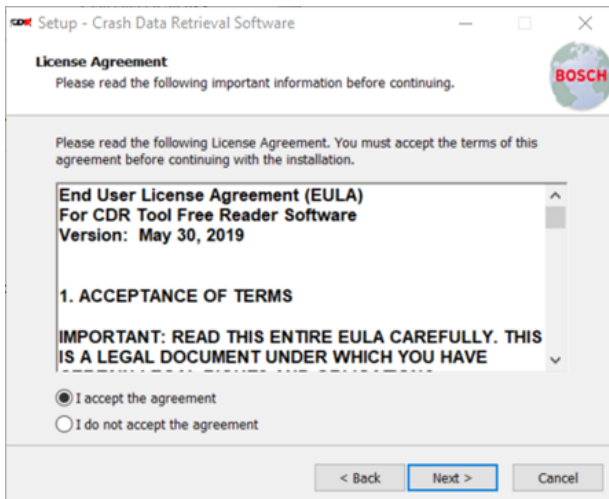 CDR Setup - Crash Data Retrieval Software
License Agreement
Please read the following important information before continuing.
BOSCH
Please read the following License Agreement. You must accept the terms of this
agreement before continuing with the installation.
End User License Agreement (EULA)
For CDR Tool Free Reader Software
Version: May 30, 2019
1. ACCEPTANCE OF TERMS
IMPORTANT: READ THIS ENTIRE EULA CAREFULLY. THIS
IS A LEGAL DOCUMENT UNDER WHICH YOU HAVE
I accept the agreement
I do not accept the agreement
< Back Next > Cancel